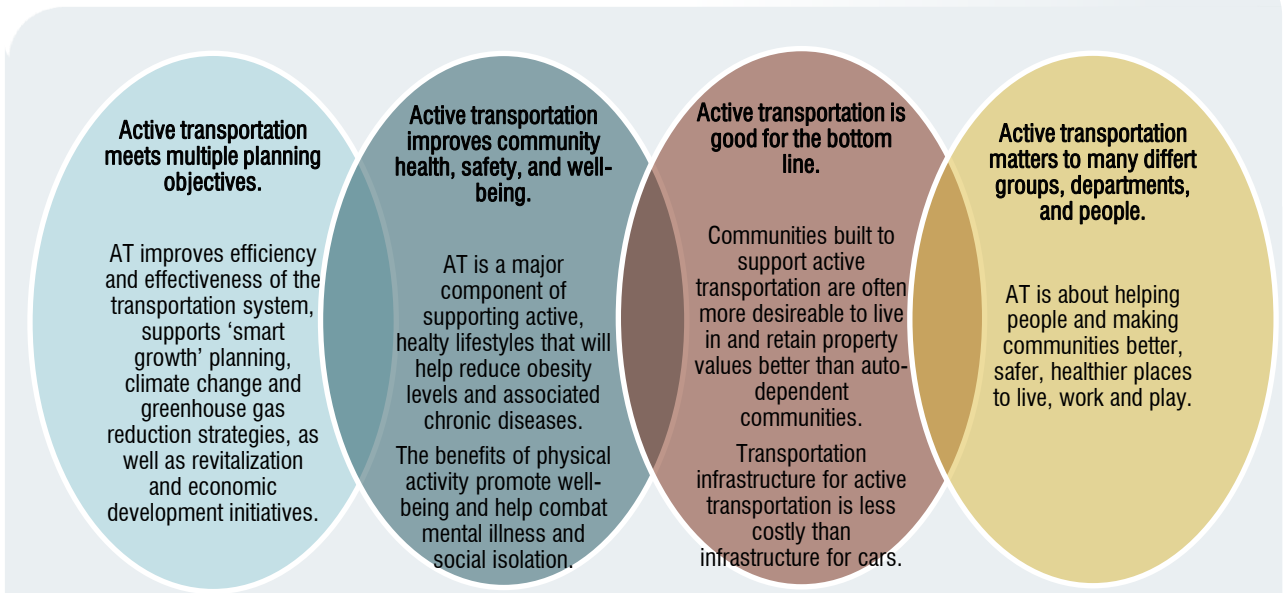 Active transportation
meets multiple planning
objectives.
AT improves efficiency
and effectiveness of the
transportation system,
supports ‘smart
growth’ planning,
climate change and
greenhouse gas
reduction strategies, as
well as revitalization
and economic
development initiatives.
Active transportation
improves community
health, safety, and well-
being.
AT is a major
component of
supporting active,
healty lifestyles that will
help reduce obesity
levels and associated
chronic diseases.
The benefits of physical
activity promote well-
being and help combat
mental illness and
social isolation.
Active transportation is
good for the bottom
line.
Communities built to
support active
transportation are often
more desireable to live
in and retain property
values better than auto-
dependent
communities.
Transportation
infrastructure for active
transportation is less
costly than
infrastructure for cars.
Active transportation
matters to many differt
groups, departments,
and people.
AT is about helping
people and making
communities better,
safer, healthier places
to live, work and play.